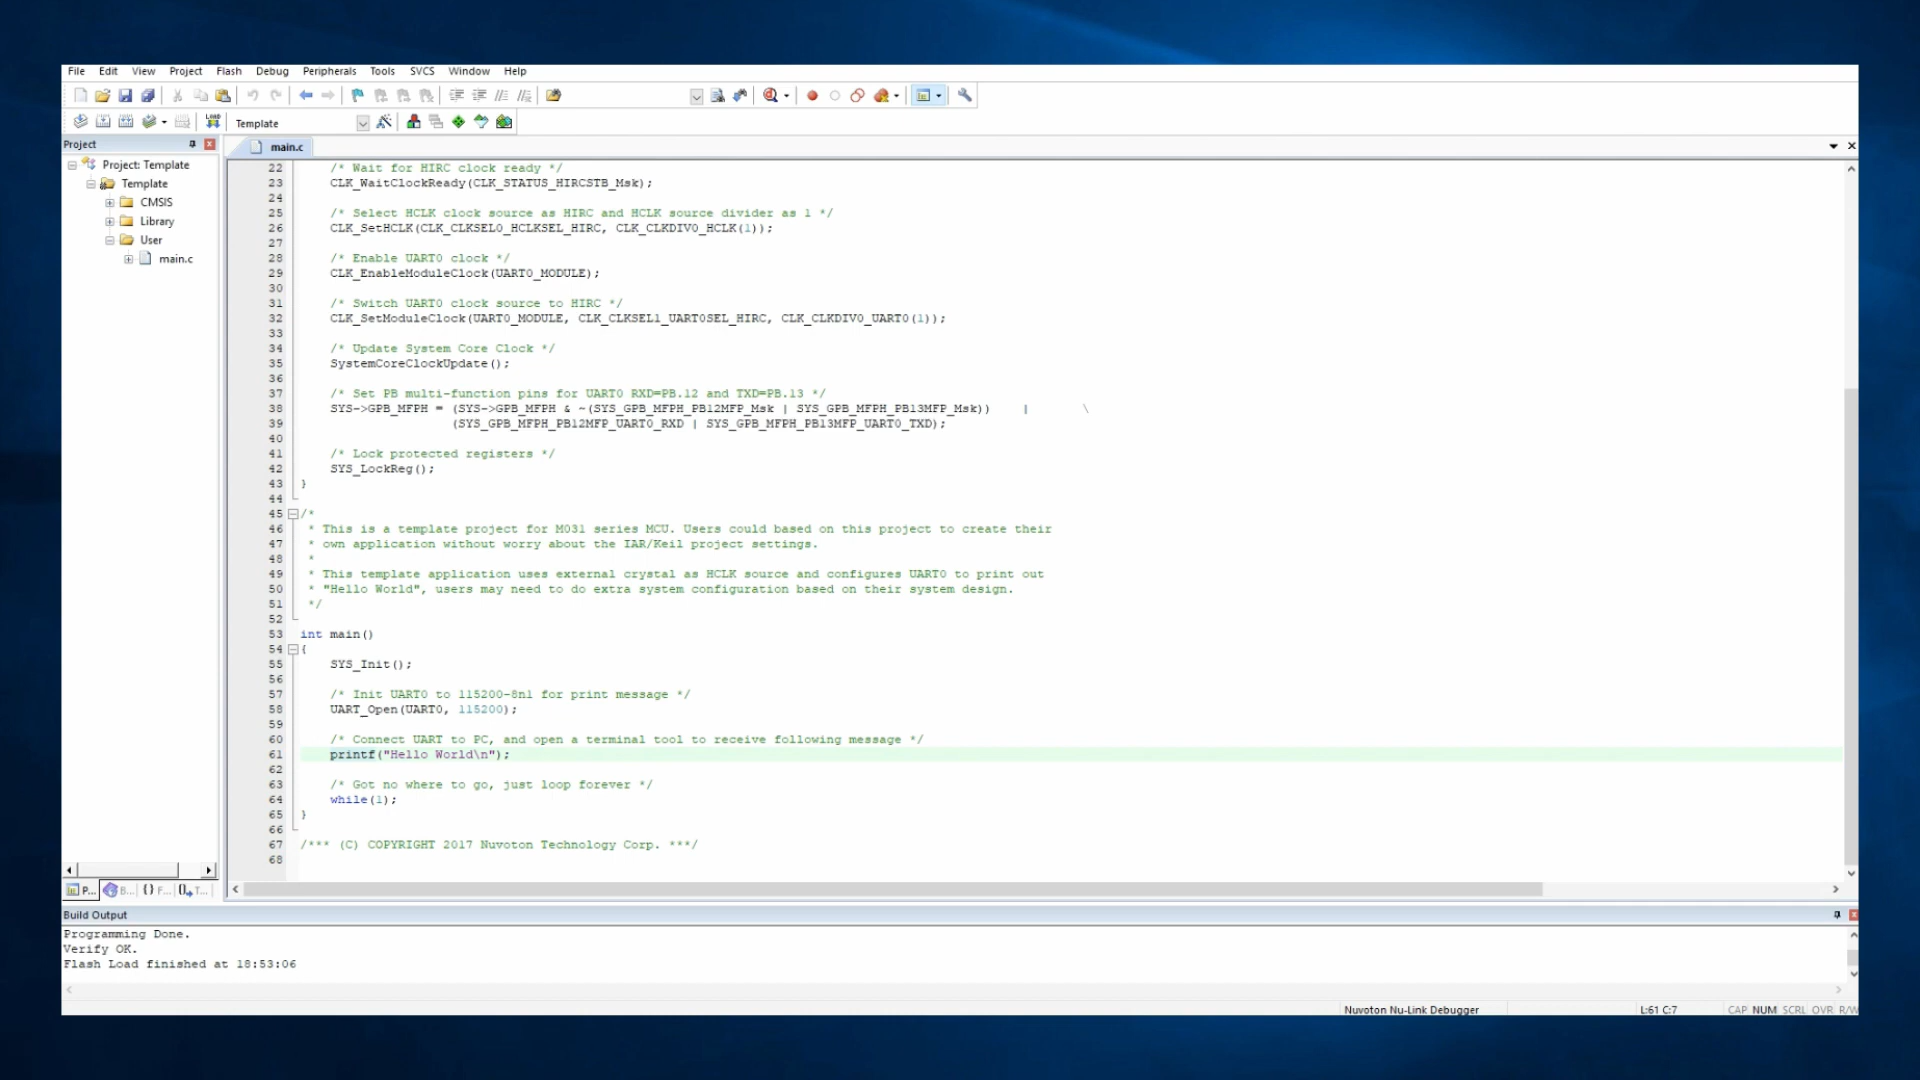 File Edit View Project Flash Debug Peripherals Tools SVCS Window Help
LOAD
Template
Project
main.c
Project: Template
Template
CMSIS
Library
User
main.c
22 /* Wait for HIRC clock ready */
23 CLK_WaitClockReady(CLK_STATUS_HIRCSTB_Msk);
24
25 /* Select HCLK clock source as HIRC and HCLK source divider as 1 */
26 CLK_SetHCLK(CLK_CLKSEL0_HCLKSEL_HIRC, CLK_CLKDIV0_HCLK(1));
27
28 /* Enable UART0 clock */
29 CLK_EnableModuleClock(UART0_MODULE);
30
31 /* Switch UART0 clock source to HIRC */
32 CLK_SetModuleClock(UART0_MODULE, CLK_CLKSEL1_UART0SEL_HIRC, CLK_CLKDIV0_UART0(1));
33
34 /* Update System Core Clock */
35 SystemCoreClockUpdate();
36
37 /* Set PB multi-function pins for UART0 RXD=PB.12 and TXD=PB.13 */
38 SYS->GPB_MFPH = (SYS->GPB_MFPH & ~(SYS_GPB_MFPH_PB12MFP_Msk | SYS_GPB_MFPH_PB13MFP_Msk)) | \
39 (SYS_GPB_MFPH_PB12MFP_UART0_RXD | SYS_GPB_MFPH_PB13MFP_UART0_TXD);
40
41 /* Lock protected registers */
42 SYS_LockReg();
43 }
44
45 /*
46 * This is a template project for M031 series MCU. Users could based on this project to create their
47 * own application without worry about the IAR/Keil project settings.
48 *
49 * This template application uses external crystal as HCLK source and configures UART0 to print out
50 * "Hello World", users may need to do extra system configuration based on their system design.
51 */
52
53 int main()
54 {
55 SYS_Init();
56
57 /* Init UART0 to 115200-8n1 for print message */
58 UART_Open(UART0, 115200);
59
60 /* Connect UART to PC, and open a terminal tool to receive following message */
61 printf("Hello World\n");
62
63 /* Got no where to go, just loop forever */
64 while(1);
65 }
66
67 /*** (C) COPYRIGHT 2017 Nuvoton Technology Corp. ***/
68
P... B... {} F... T...
Build Output
Programming Done.
Verify OK.
Flash Load finished at 18:53:06
Nuvoton Nu-Link Debugger L:61 C:7 CAP NUM SCRL OVR R/W